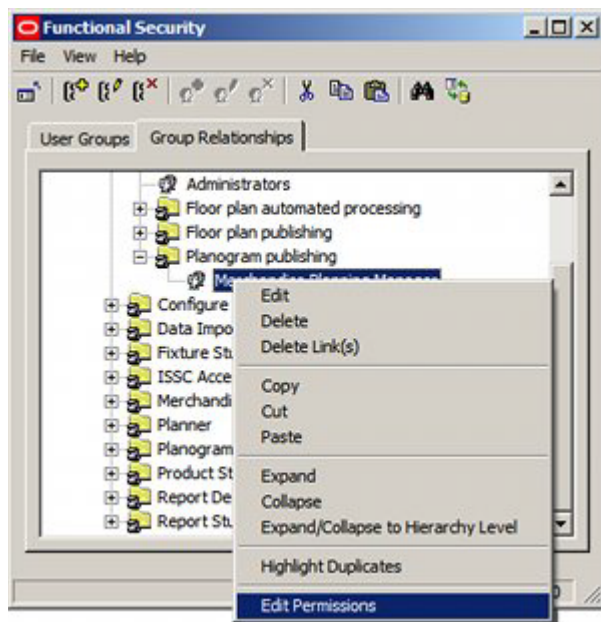 Functional Security
File View Help
User Groups Group Relationships
Administrators
Floor plan automated processing
Floor plan publishing
Planogram publishing
Configure
Data Impo
Fixture Stu
ISSC Acce
Merchandi
Planner
Planogram
Product St
Report De
Report Stu
Edit
Delete
Delete Link(s)
Copy
Cut
Paste
Expand
Collapse
Expand/Collapse to Hierarchy Level
Highlight Duplicates
Edit Permissions